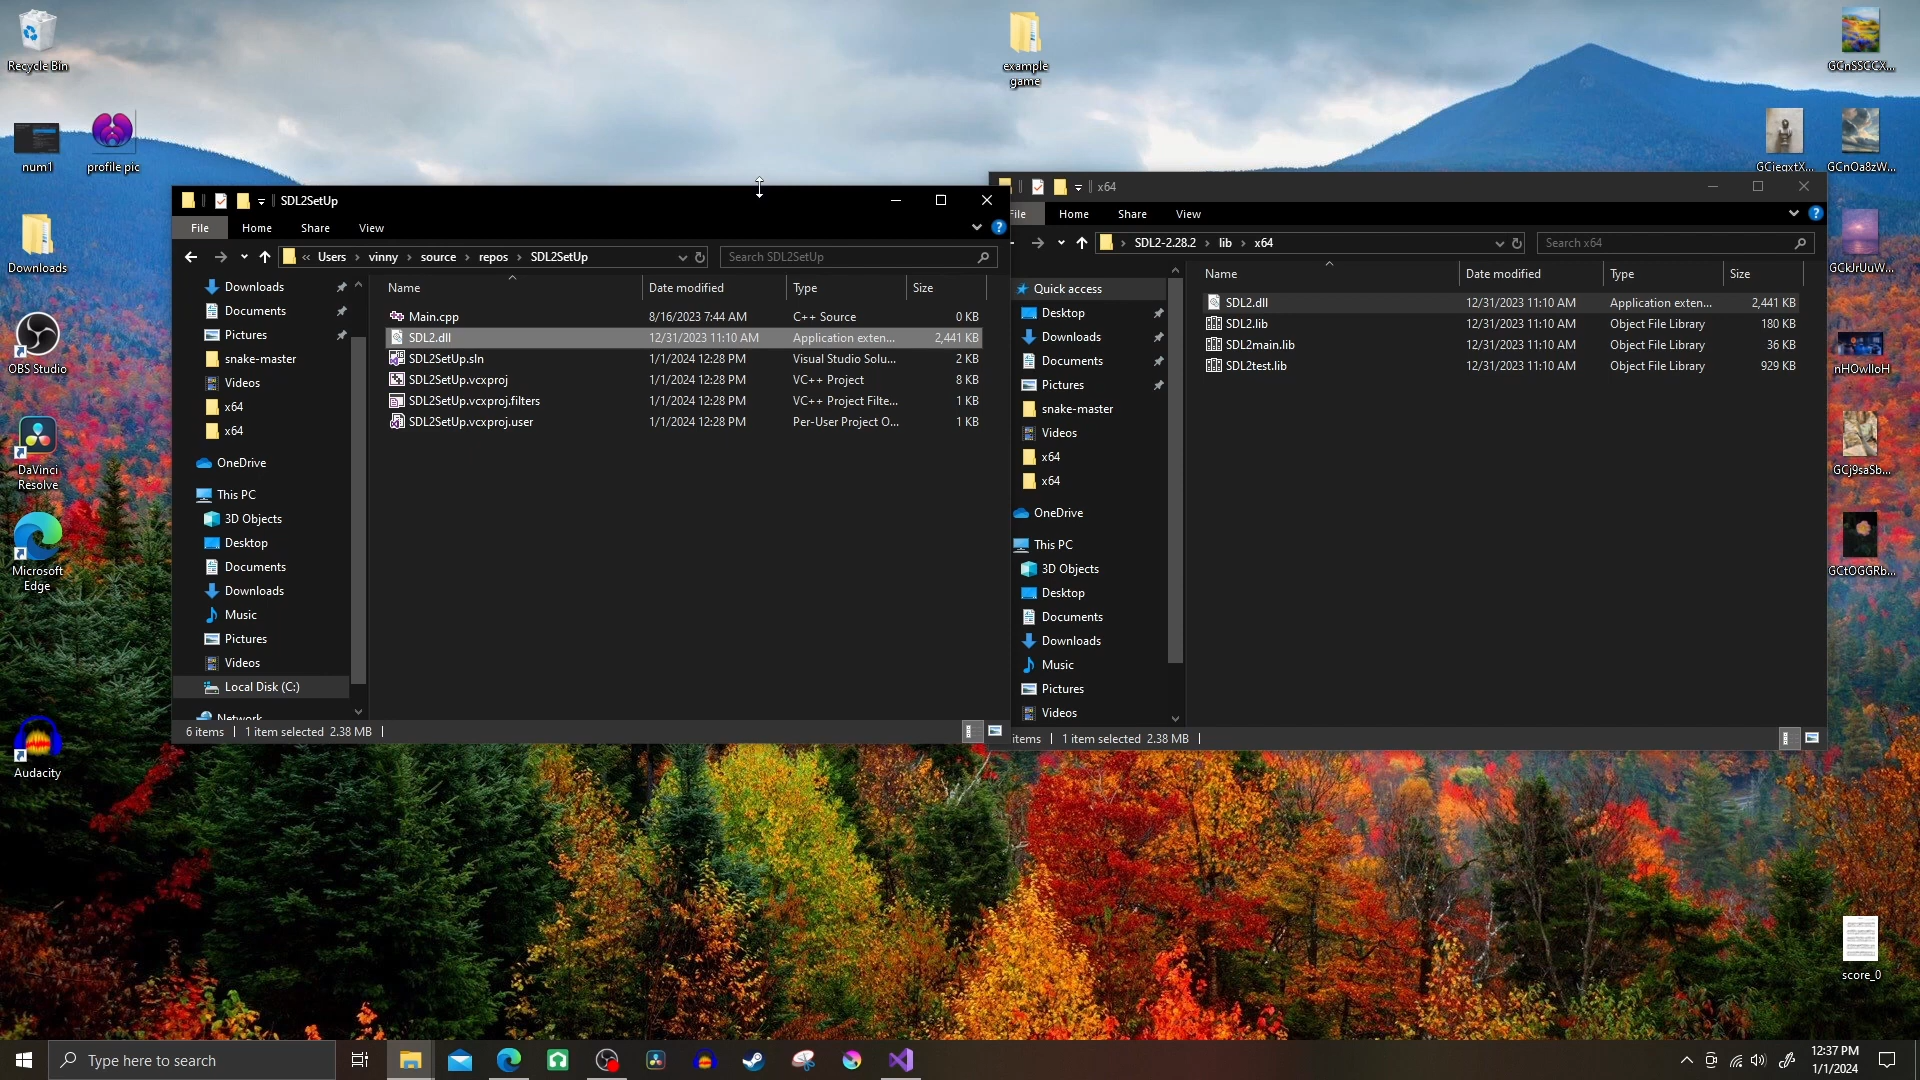 Recycle Bin
num1
profile pic
Downloads
OBS Studio
DaVinci
Resolve
Microsoft
Edge
Audacity
example
game
GCnSSCCX...
GCieqxtX...
GCnOa8zW...
GCkJrUuW...
nHOwlIoH
GCj9saSb...
GCtOGGRb...
score_0
SDL2SetUp
File Home Share View
« Users › vinny › source › repos › SDL2SetUp
Search SDL2SetUp
Downloads
Documents
Pictures
snake-master
Videos
x64
x64
OneDrive
This PC
3D Objects
Desktop
Documents
Downloads
Music
Pictures
Videos
Local Disk (C:)
Network
Name Date modified Type Size
Main.cpp 8/16/2023 7:44 AM C++ Source 0 KB
SDL2.dll 12/31/2023 11:10 AM Application exten... 2,441 KB
SDL2SetUp.sln 1/1/2024 12:28 PM Visual Studio Solu... 2 KB
SDL2SetUp.vcxproj 1/1/2024 12:28 PM VC++ Project 8 KB
SDL2SetUp.vcxproj.filters 1/1/2024 12:28 PM VC++ Project Filte... 1 KB
SDL2SetUp.vcxproj.user 1/1/2024 12:28 PM Per-User Project O... 1 KB
6 items 1 item selected 2.38 MB
x64
File Home Share View
› SDL2-2.28.2 › lib › x64
Search x64
Quick access
Desktop
Downloads
Documents
Pictures
snake-master
Videos
x64
x64
OneDrive
This PC
3D Objects
Desktop
Documents
Downloads
Music
Pictures
Videos
Name Date modified Type Size
SDL2.dll 12/31/2023 11:10 AM Application exten... 2,441 KB
SDL2.lib 12/31/2023 11:10 AM Object File Library 180 KB
SDL2main.lib 12/31/2023 11:10 AM Object File Library 36 KB
SDL2test.lib 12/31/2023 11:10 AM Object File Library 929 KB
items 1 item selected 2.38 MB
Type here to search
12:37 PM
1/1/2024